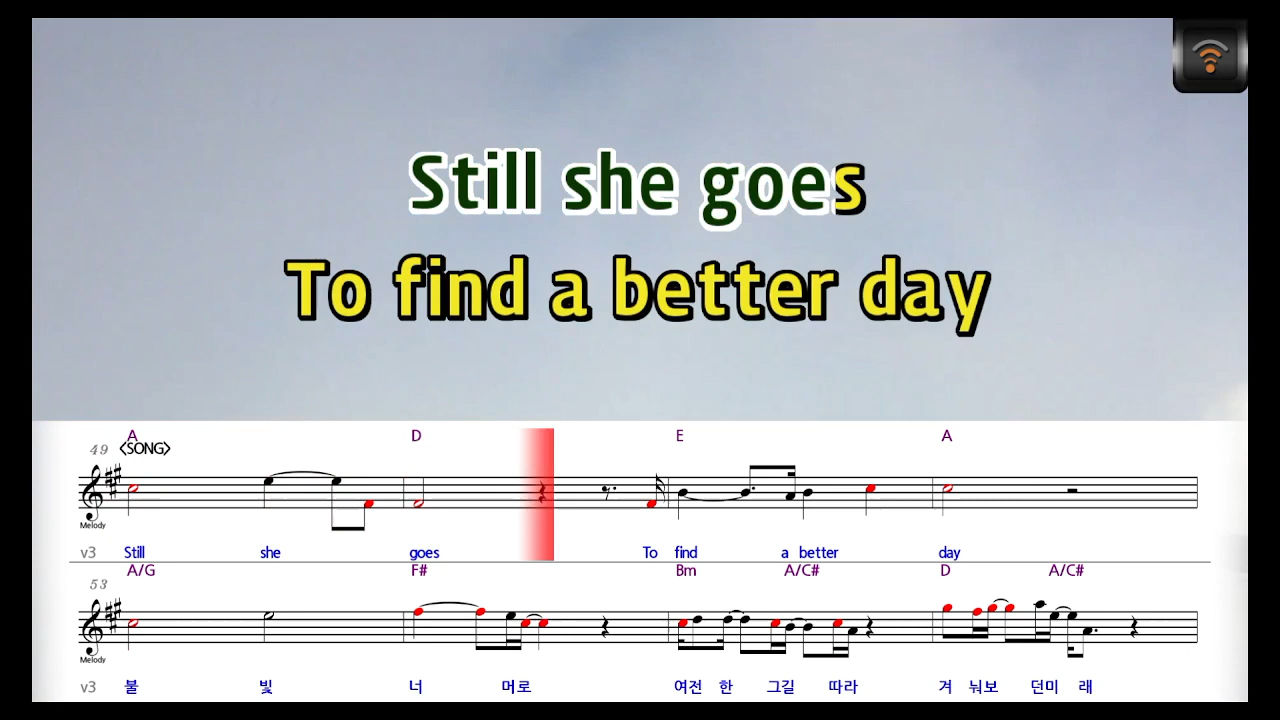 Still she goes
To find a better day
A D E A
49 <SONG>
Melody
v3 Still she goes To find a better day
A/G F# Bm A/C# D A/C#
53
Melody
v3 불 빛 너 머로 여전 한 그길 따라 겨 눠보 던미 래